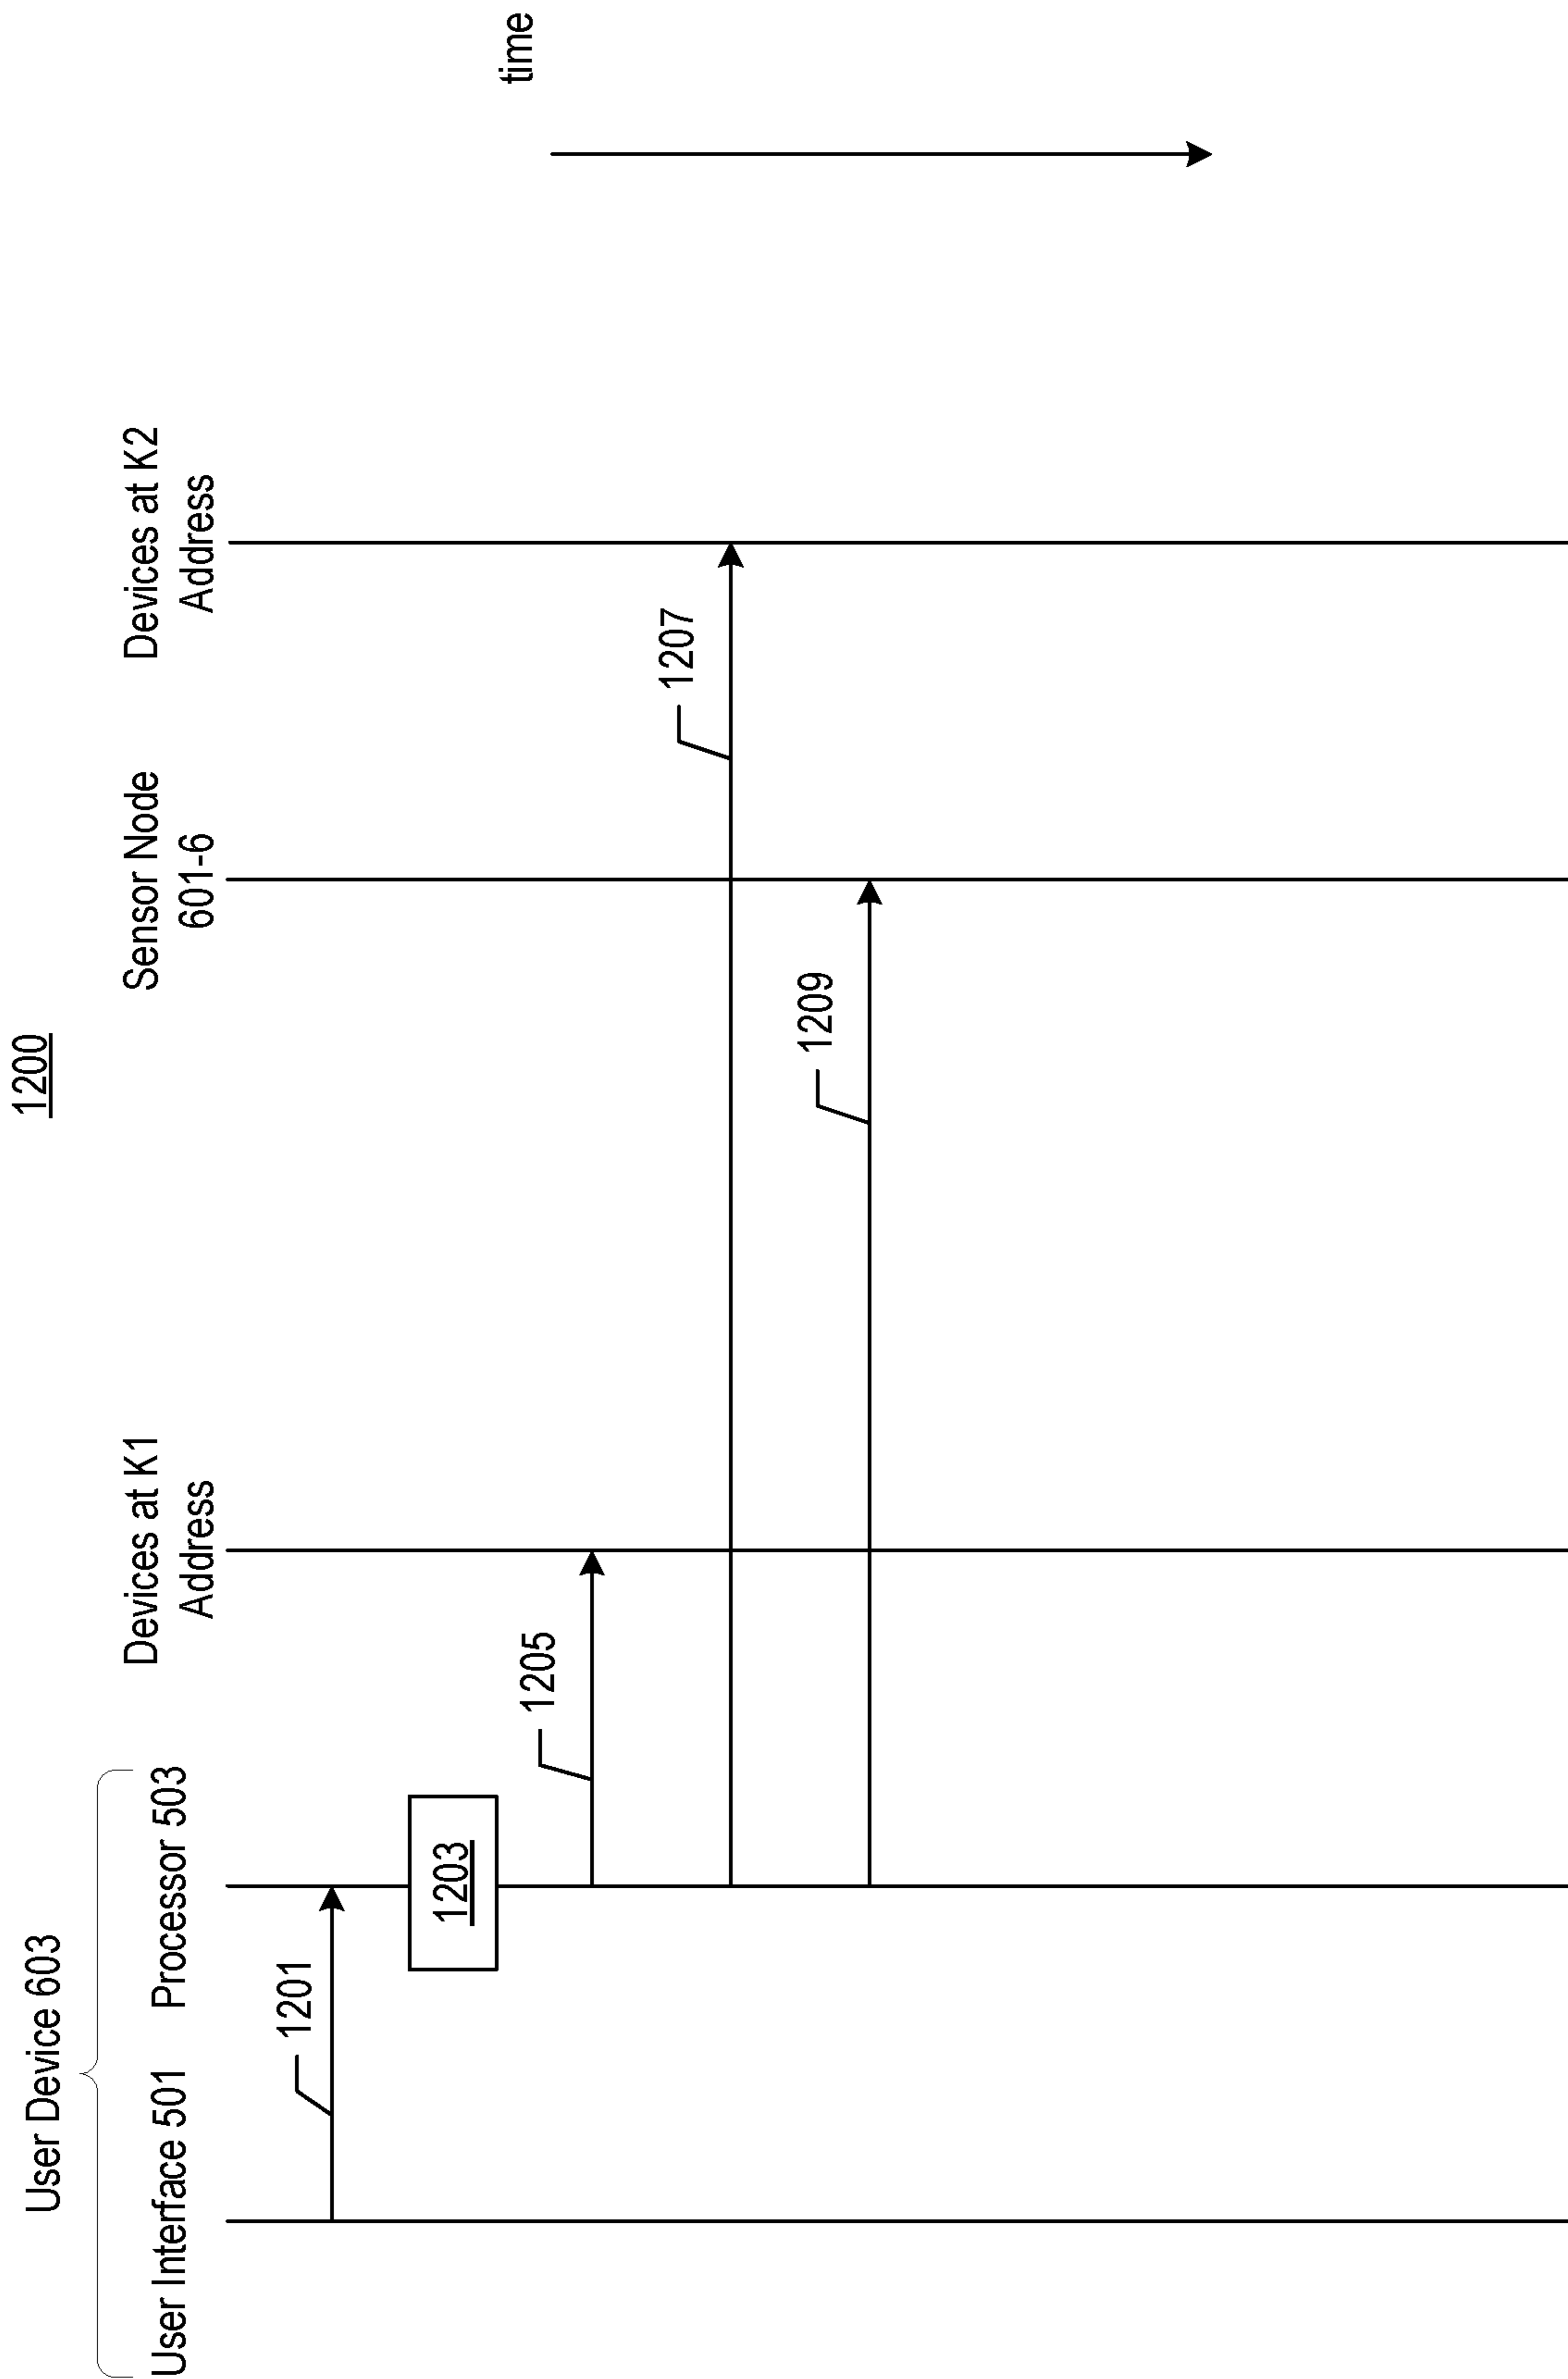 1200
User Device 603
User Interface 501
Processor 503
Devices at K1
Address
Sensor Node
601-6
Devices at K2
Address
time
1201
1203
1205
1207
1209